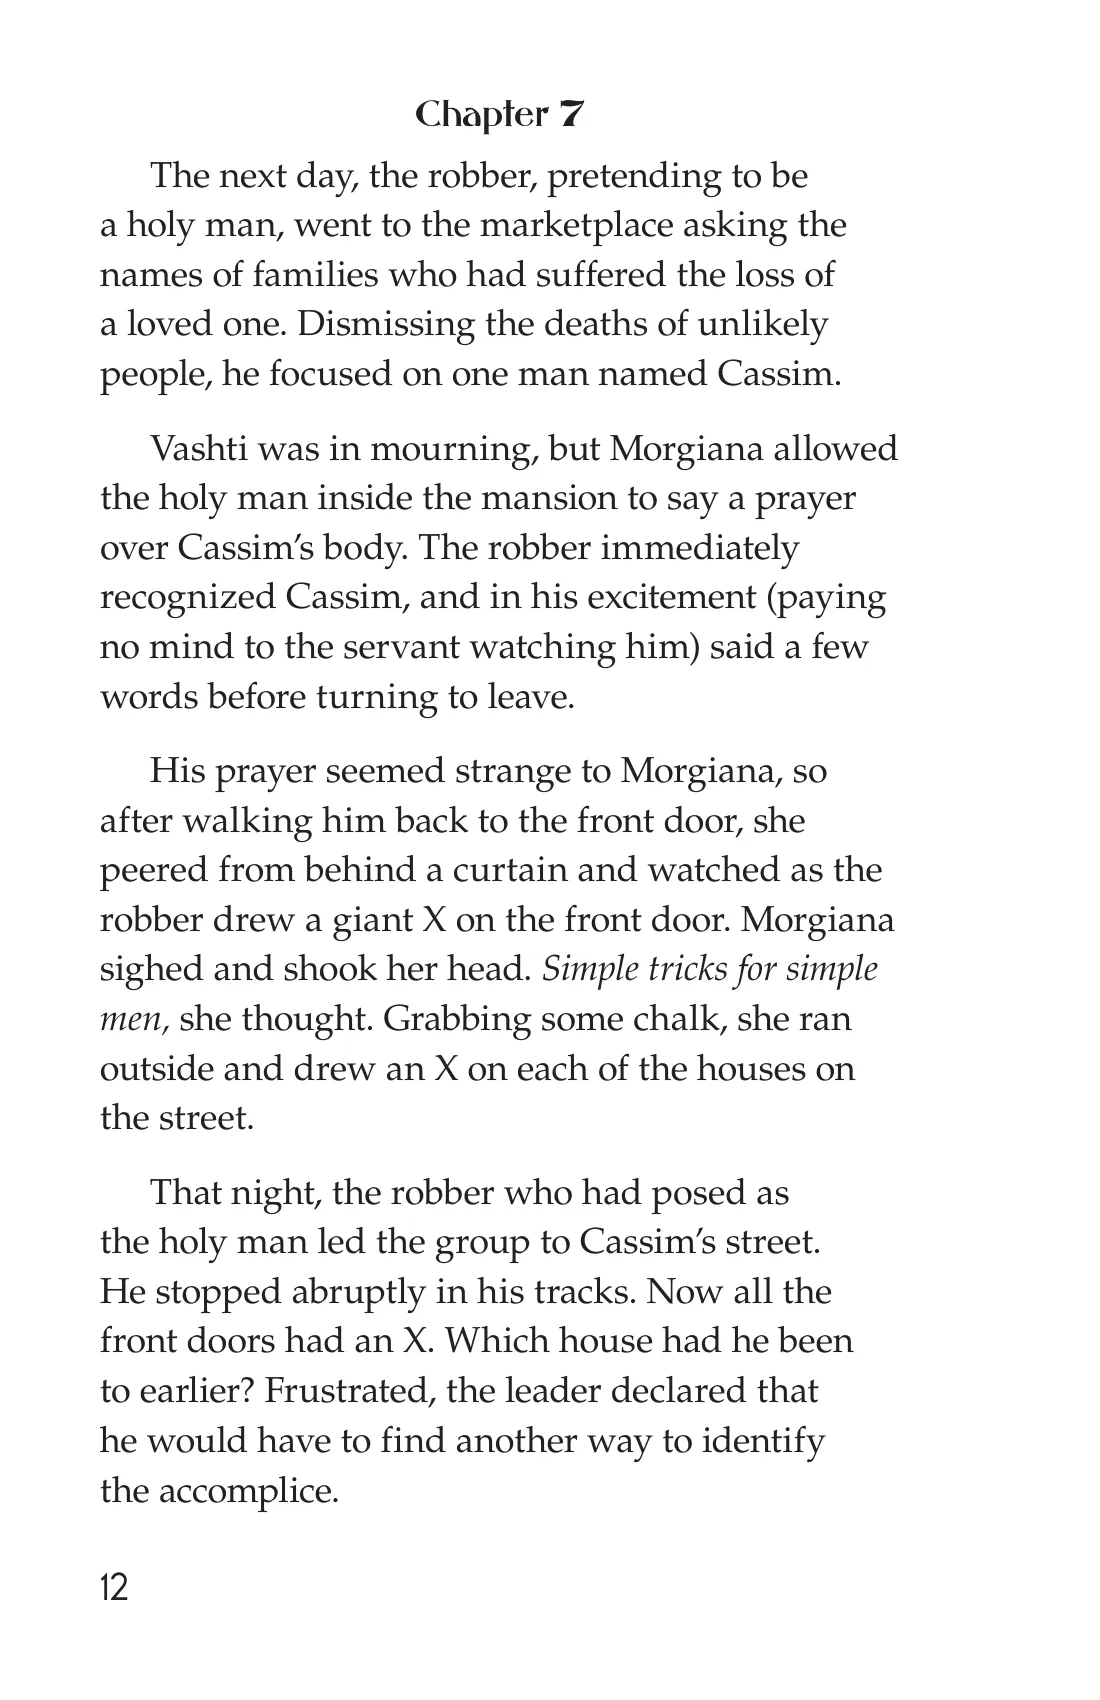 Chapter 7
The next day, the robber, pretending to be
a holy man, went to the marketplace asking the
names of families who had suffered the loss of
a loved one. Dismissing the deaths of unlikely
people, he focused on one man named Cassim.
Vashti was in mourning, but Morgiana allowed
the holy man inside the mansion to say a prayer
over Cassim’s body. The robber immediately
recognized Cassim, and in his excitement (paying
no mind to the servant watching him) said a few
words before turning to leave.
His prayer seemed strange to Morgiana, so
after walking him back to the front door, she
peered from behind a curtain and watched as the
robber drew a giant X on the front door. Morgiana
sighed and shook her head. Simple tricks for simple
men, she thought. Grabbing some chalk, she ran
outside and drew an X on each of the houses on
the street.
That night, the robber who had posed as
the holy man led the group to Cassim’s street.
He stopped abruptly in his tracks. Now all the
front doors had an X. Which house had he been
to earlier? Frustrated, the leader declared that
he would have to find another way to identify
the accomplice.
12